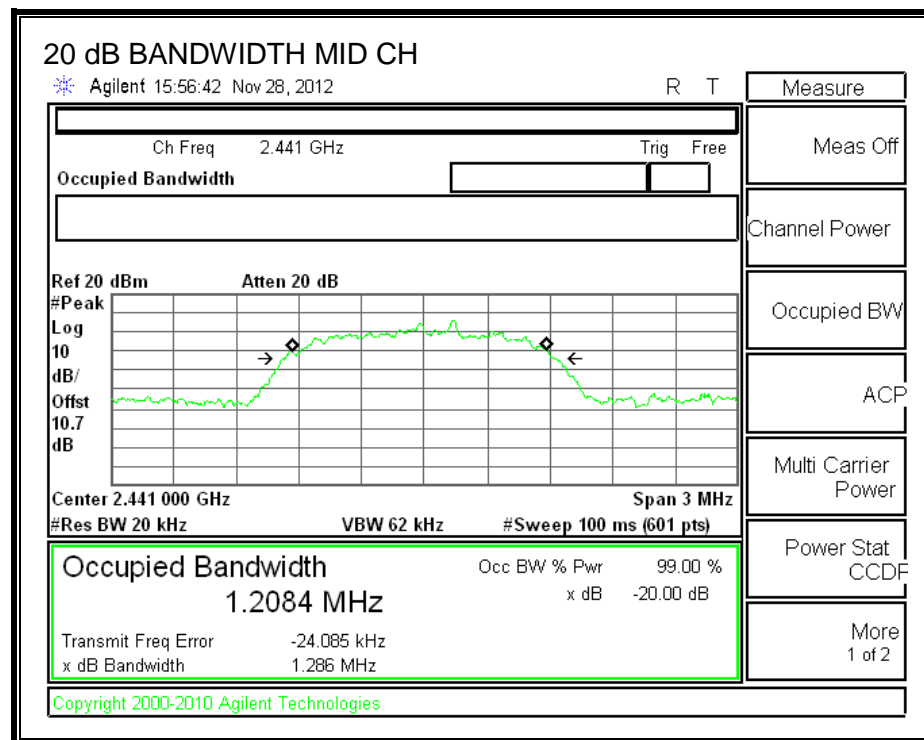 20 dB BANDWIDTH MID CH
Agilent 15:56:42 Nov 28, 2012 R T
Measure
Ch Freq 2.441 GHz Trig Free
Occupied Bandwidth
Meas Off
Channel Power
Occupied BW
ACP
Multi Carrier
Power
Power Stat
CCDF
More
1 of 2
Ref 20 dBm Atten 20 dB
#Peak
Log
10
dB/
Offst
10.7
dB
Center 2.441 000 GHz Span 3 MHz
#Res BW 20 kHz VBW 62 kHz #Sweep 100 ms (601 pts)
Occupied Bandwidth Occ BW % Pwr 99.00 %
1.2084 MHz x dB -20.00 dB
Transmit Freq Error -24.085 kHz
x dB Bandwidth 1.286 MHz
Copyright 2000-2010 Agilent Technologies